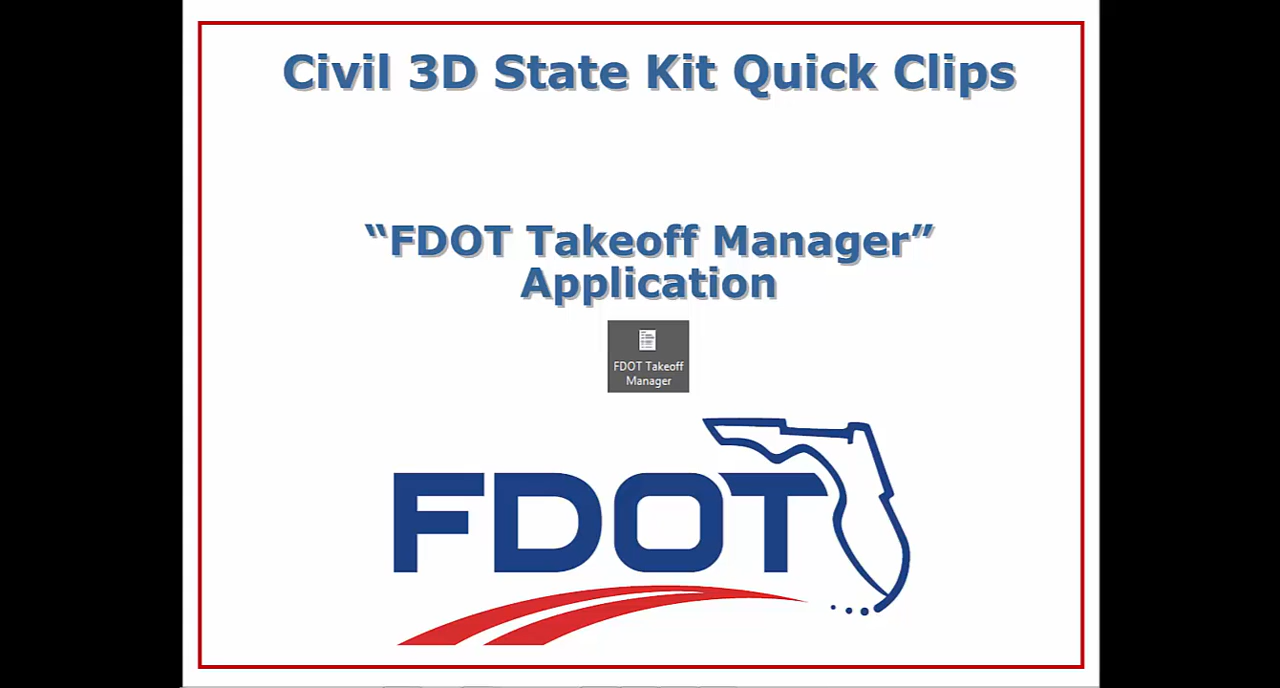 Civil 3D State Kit Quick Clips
“FDOT Takeoff Manager”
Application
FDOT Takeoff
Manager
FDOT